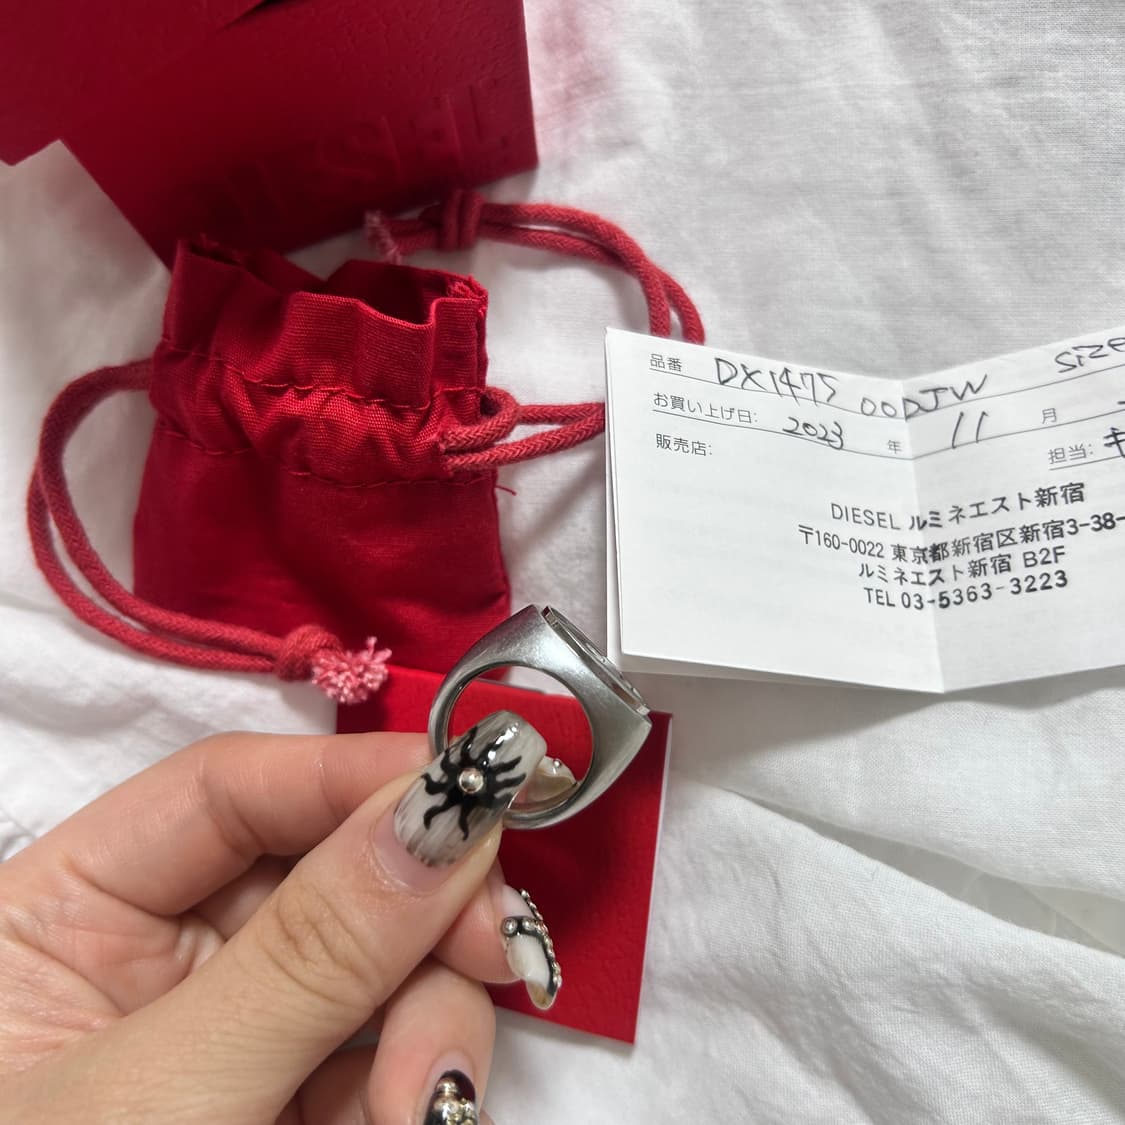 DIESEL
品番 DX1475 00DJW size
お買い上げ日: 2023 年 11 月
販売店: 担当:
DIESEL ルミネエスト新宿
〒160-0022 東京都新宿区新宿3-38-
ルミネエスト新宿 B2F
TEL 03-5363-3223